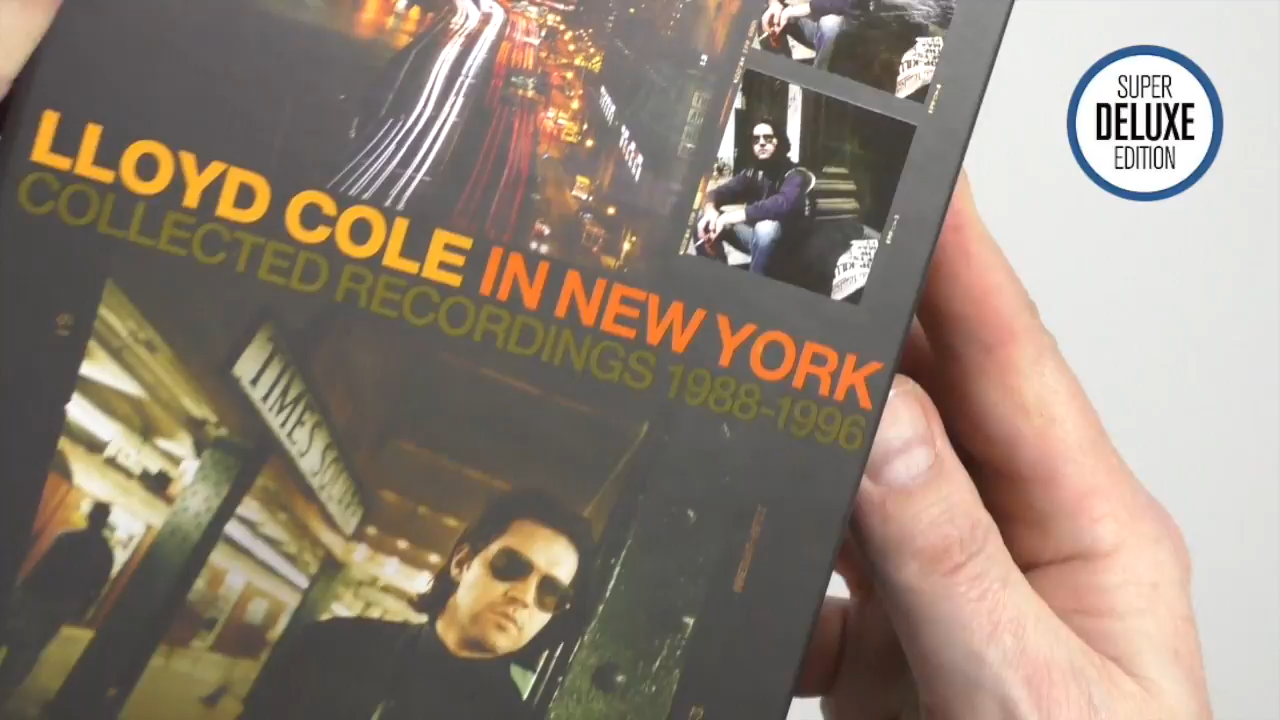 SUPER
DELUXE
EDITION
LLOYD COLE IN NEW YORK
COLLECTED RECORDINGS 1988-1996
TIMES SQUARE